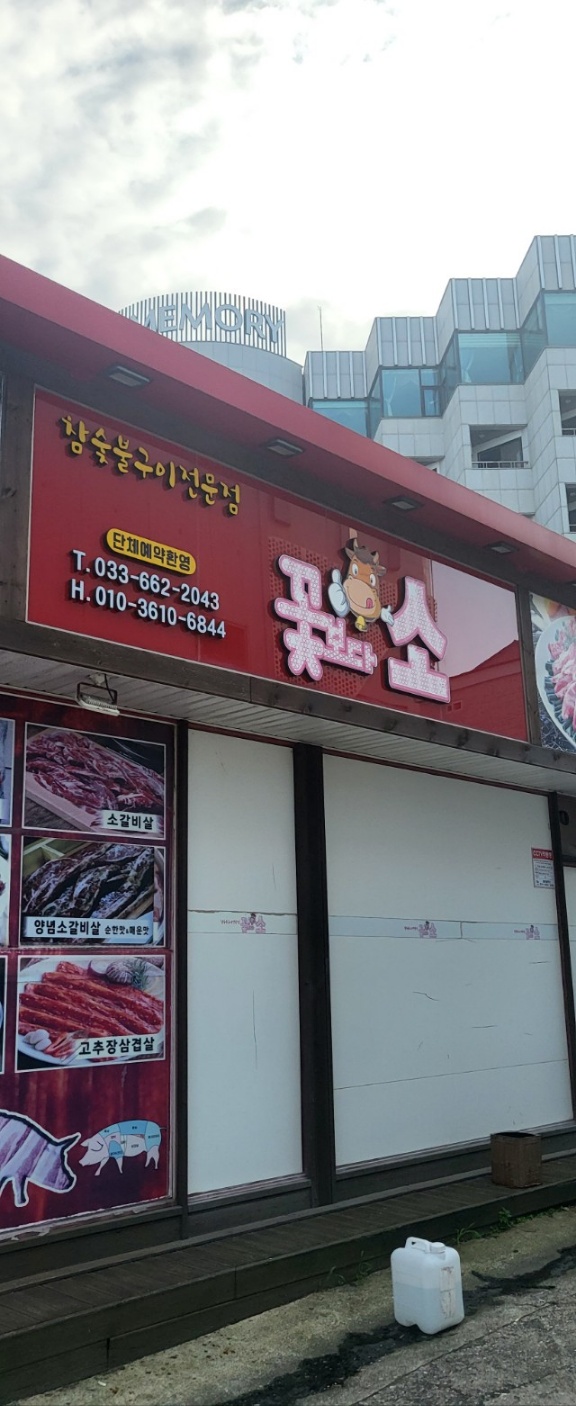 MEMORY
참숯불구이전문점
단체예약환영
T. 033-662-2043
H. 010-3610-6844
꽃보다 소
소갈비살
양념소갈비살 순한맛&매운맛
고추장삼겹살